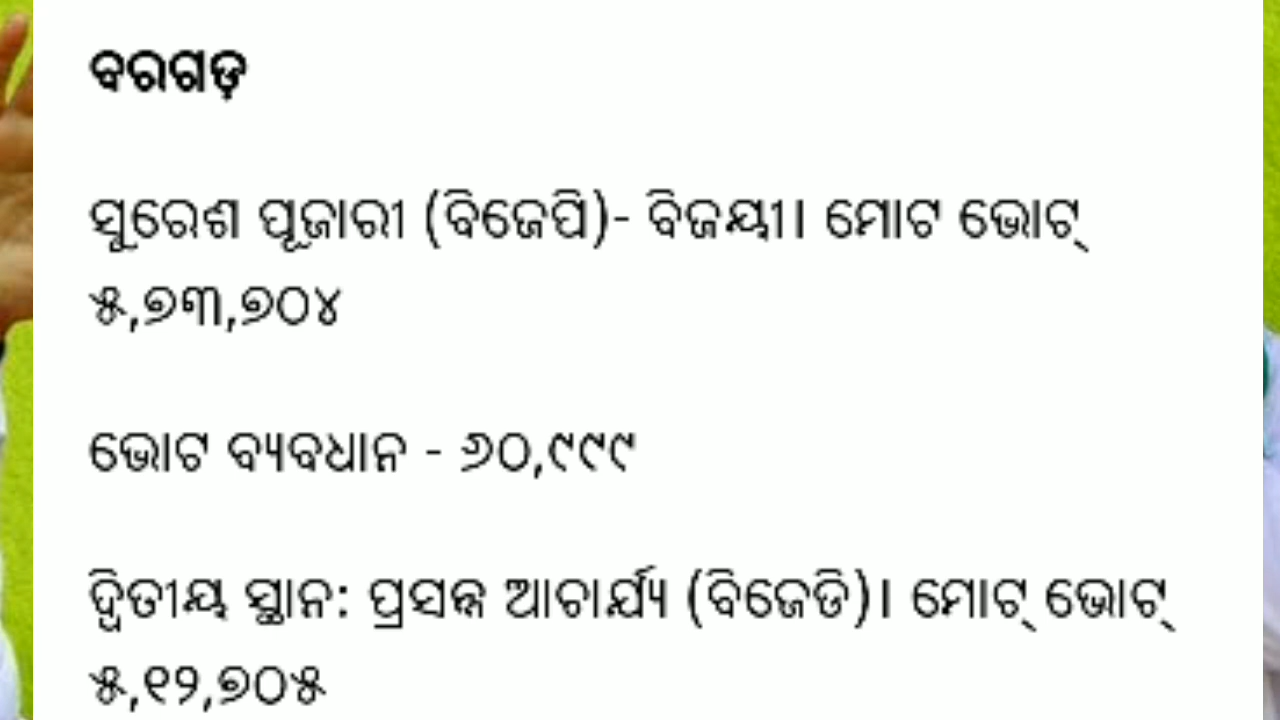 ବରଗଡ଼
ସୁରେଶ ପୂଜାରୀ (ବିଜେପି)- ବିଜୟୀ। ମୋଟ ଭୋଟ୍
୫,୭୩,୭୦୪
ଭୋଟ ବ୍ୟବଧାନ - ୬୦,୯୯୯
ଦ୍ୱିତୀୟ ସ୍ଥାନ: ପ୍ରସନ୍ନ ଆଚାର୍ଯ୍ୟ (ବିଜେଡି)। ମୋଟ୍ ଭୋଟ୍
୫,୧୨,୭୦୫